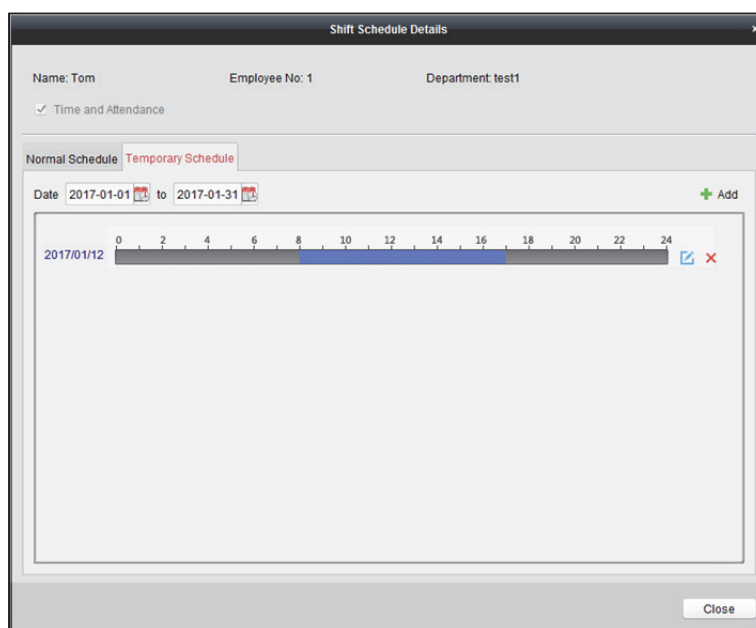 Shift Schedule Details
Name: Tom Employee No: 1 Department: test1
Time and Attendance
Normal Schedule Temporary Schedule
Date 2017-01-01 to 2017-01-31 Add
0 2 4 6 8 10 12 14 16 18 20 22 24
2017/01/12
Close